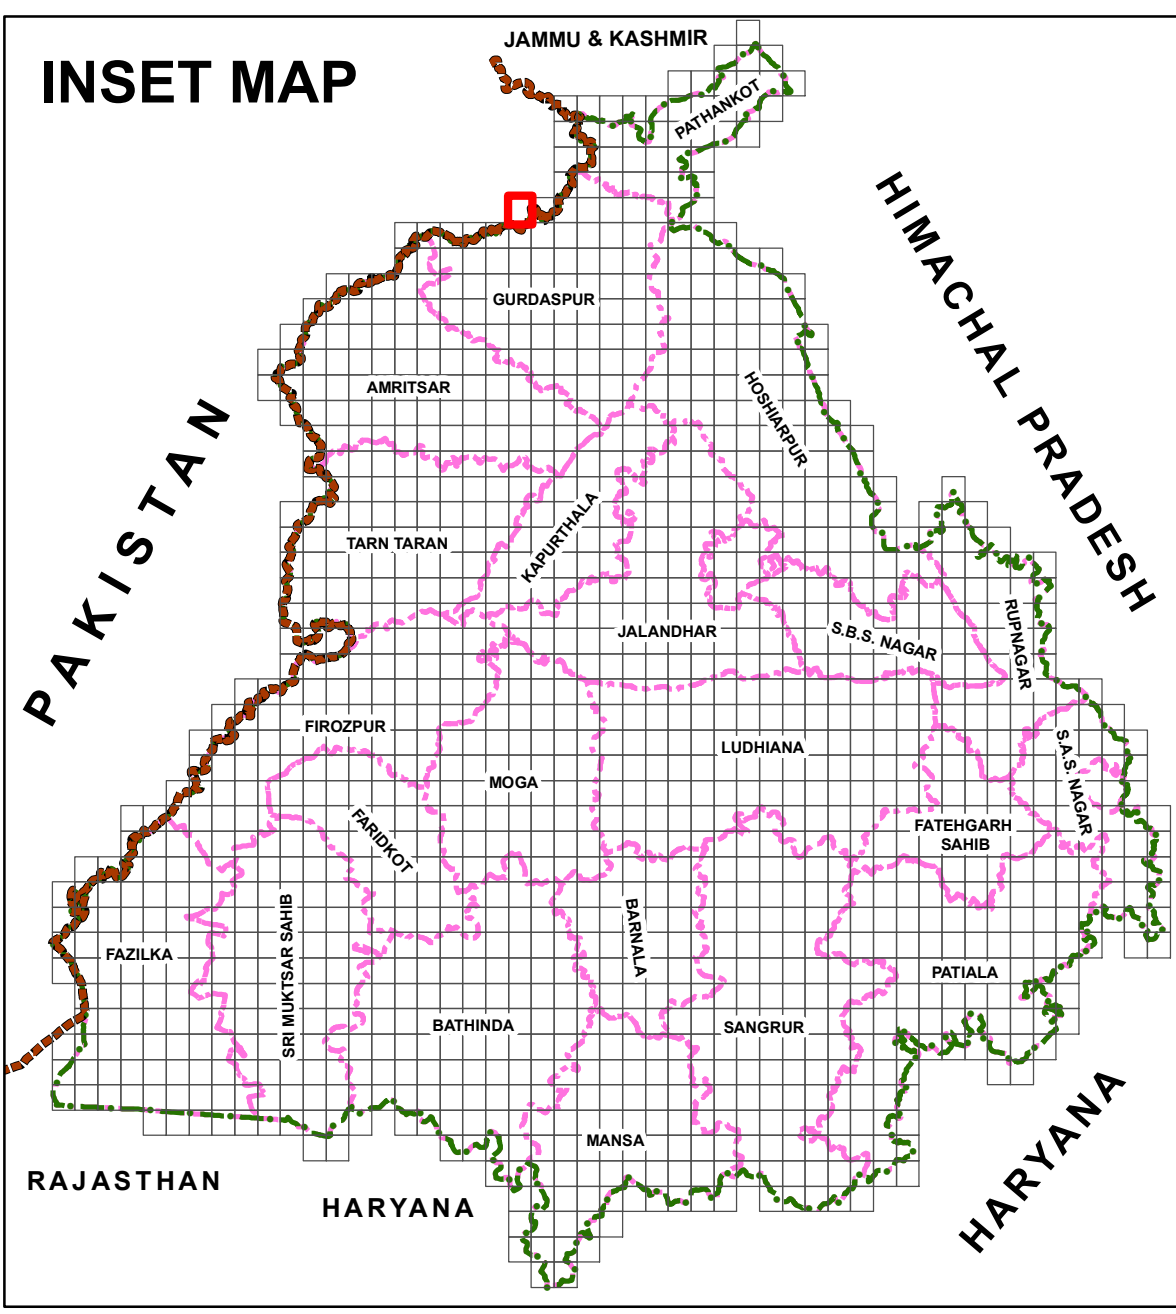 JAMMU & KASHMIR
INSET MAP
PATHANKOT
HIMACHAL PRADESH
GURDASPUR
AMRITSAR
HOSHIARPUR
PAKISTAN
KAPURTHALA
TARN TARAN
JALANDHAR
S.B.S. NAGAR
RUPNAGAR
FIROZPUR
LUDHIANA
S.A.S. NAGAR
MOGA
FARIDKOT
FATEHGARH
SAHIB
BARNALA
SRI MUKTSAR SAHIB
FAZILKA
PATIALA
BATHINDA
SANGRUR
MANSA
HARYANA
RAJASTHAN
HARYANA